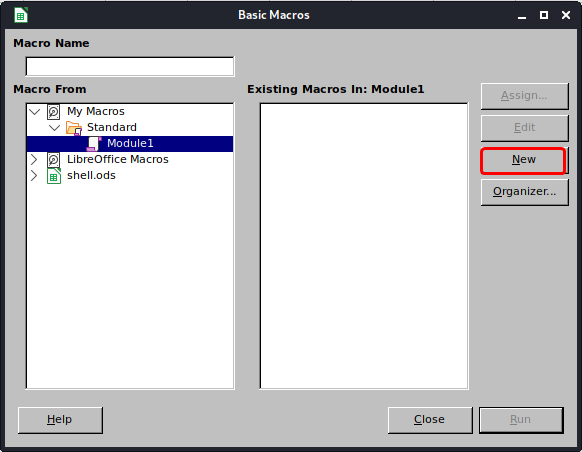 Basic Macros
Macro Name
Macro From
Existing Macros In: Module1
My Macros
Standard
Module1
LibreOffice Macros
shell.ods
Assign...
Edit
New
Organizer...
Help
Close
Run